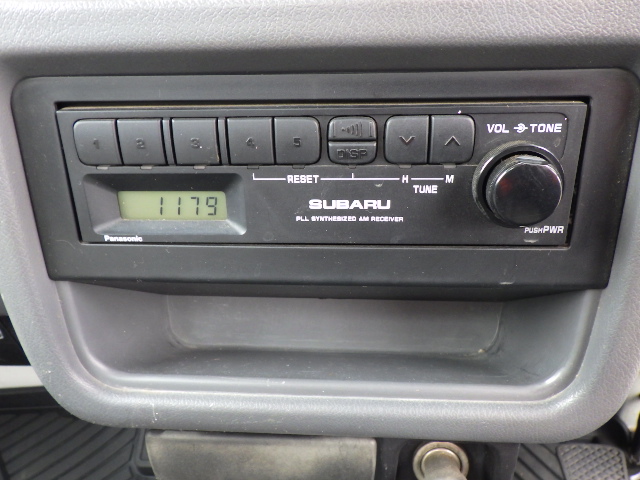 1 2 3 4 5 DISP VOL TONE
RESET H M
TUNE
1179
SUBARU
PLL SYNTHESIZED AM RECEIVER
Panasonic
PUSH PWR